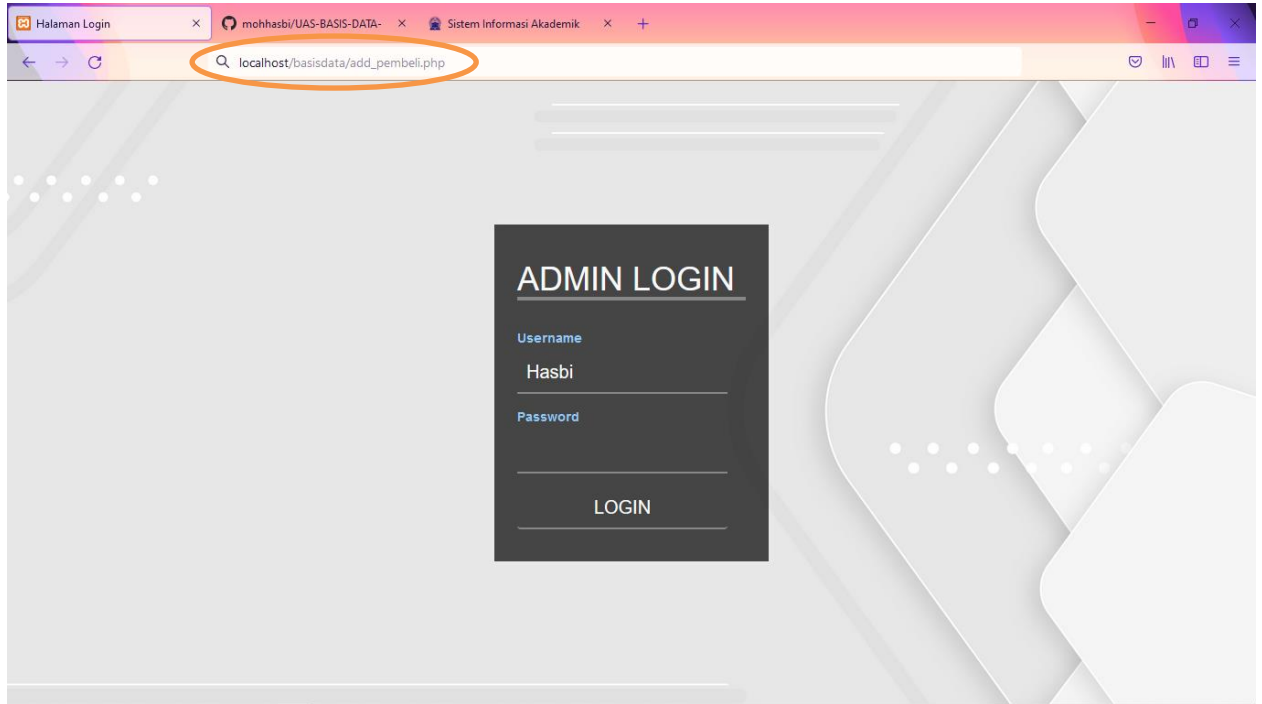 Halaman Login
mohhasbi/UAS-BASIS-DATA-
Sistem Informasi Akademik
localhost/basisdata/add_pembeli.php
ADMIN LOGIN
Username
Hasbi
Password
LOGIN